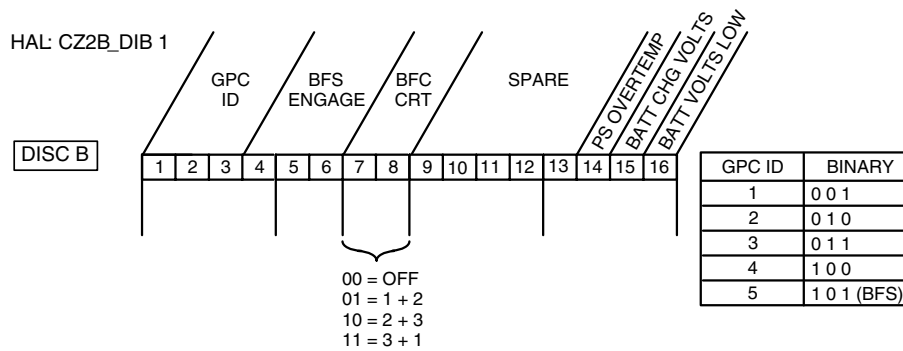 HAL: CZ2B_DIB 1
GPC ID
BFS ENGAGE
BFC CRT
SPARE
PS OVERTEMP
BATT CHG VOLTS
BATT VOLTS LOW
DISC B
1 2 3 4 5 6 7 8 9 10 11 12 13 14 15 16
00 = OFF
01 = 1 + 2
10 = 2 + 3
11 = 3 + 1
GPC ID BINARY
1 0 0 1
2 0 1 0
3 0 1 1
4 1 0 0
5 1 0 1 (BFS)